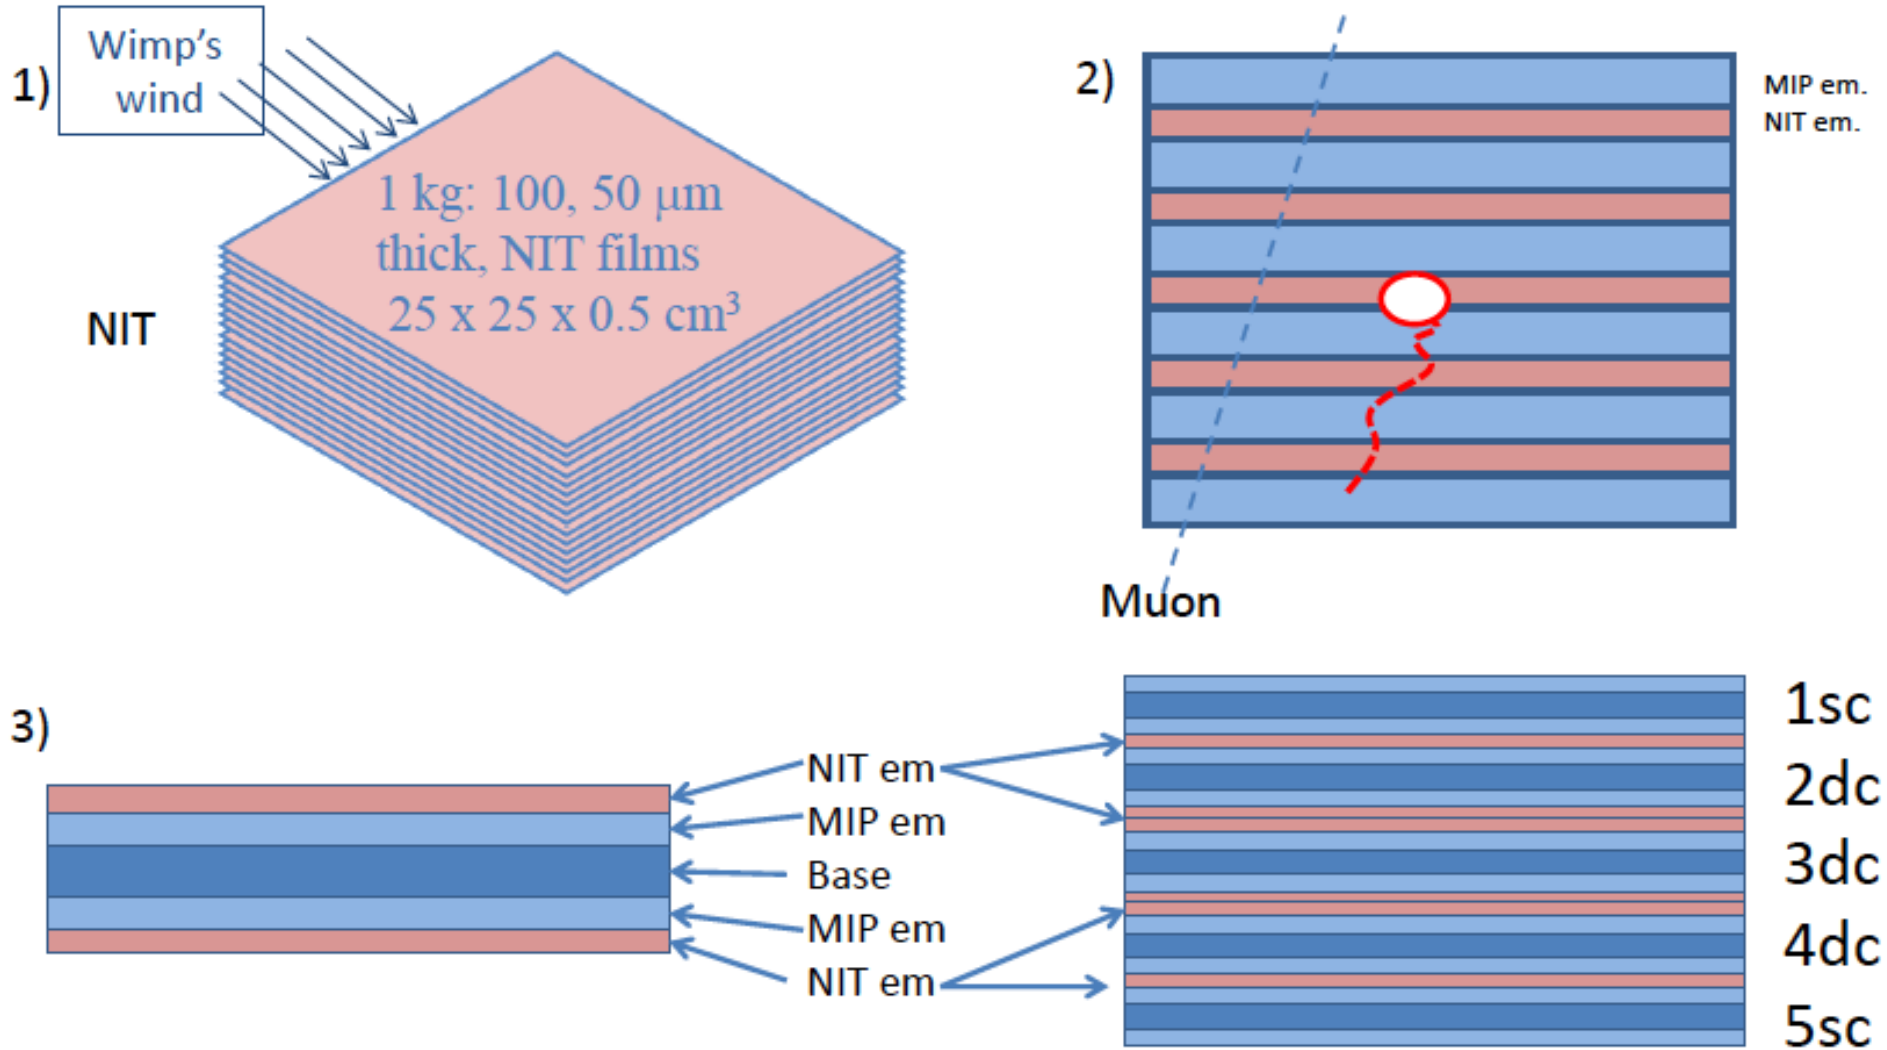 1)
Wimp's
wind
1 kg: 100, 50 μm
thick, NIT films
25 x 25 x 0.5 cm³
NIT
2)
MIP em.
NIT em.
Muon
3)
NIT em
MIP em
Base
MIP em
NIT em
1sc
2dc
3dc
4dc
5sc